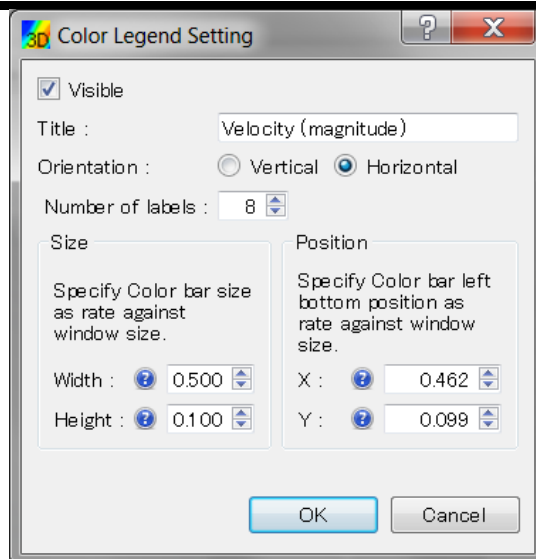 3D Color Legend Setting ? X
Visible
Title : Velocity (magnitude)
Orientation : Vertical Horizontal
Number of labels : 8
Size
Specify Color bar size
as rate against
window size.
Width : ? 0.500
Height : ? 0.100
Position
Specify Color bar left
bottom position as
rate against window
size.
X : ? 0.462
Y : ? 0.099
OK Cancel